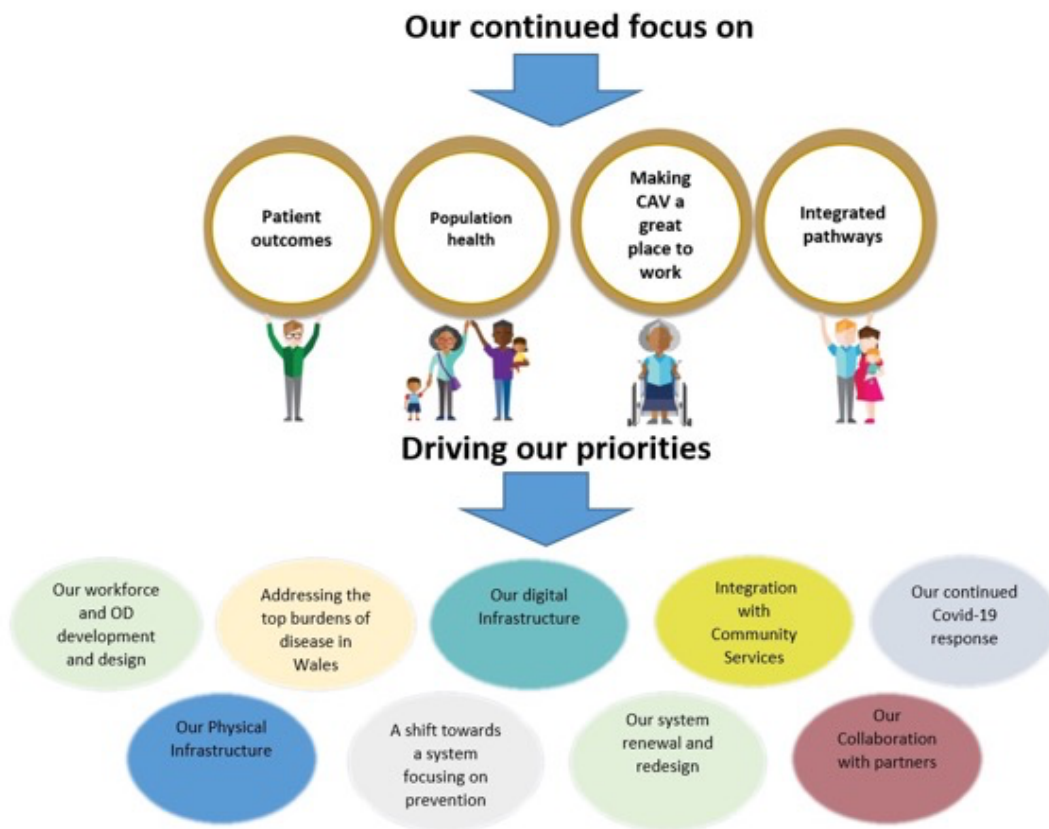 Our continued focus on
Patient
outcomes
Population
health
Making
CAV a
great
place to
work
Integrated
pathways
Driving our priorities
Our workforce
and OD
development
and design
Addressing the
top burdens of
disease in
Wales
Our digital
Infrastructure
Integration
with
Community
Services
Our continued
Covid-19
response
Our Physical
Infrastructure
A shift towards
a system
focusing on
prevention
Our system
renewal and
redesign
Our
Collaboration
with partners